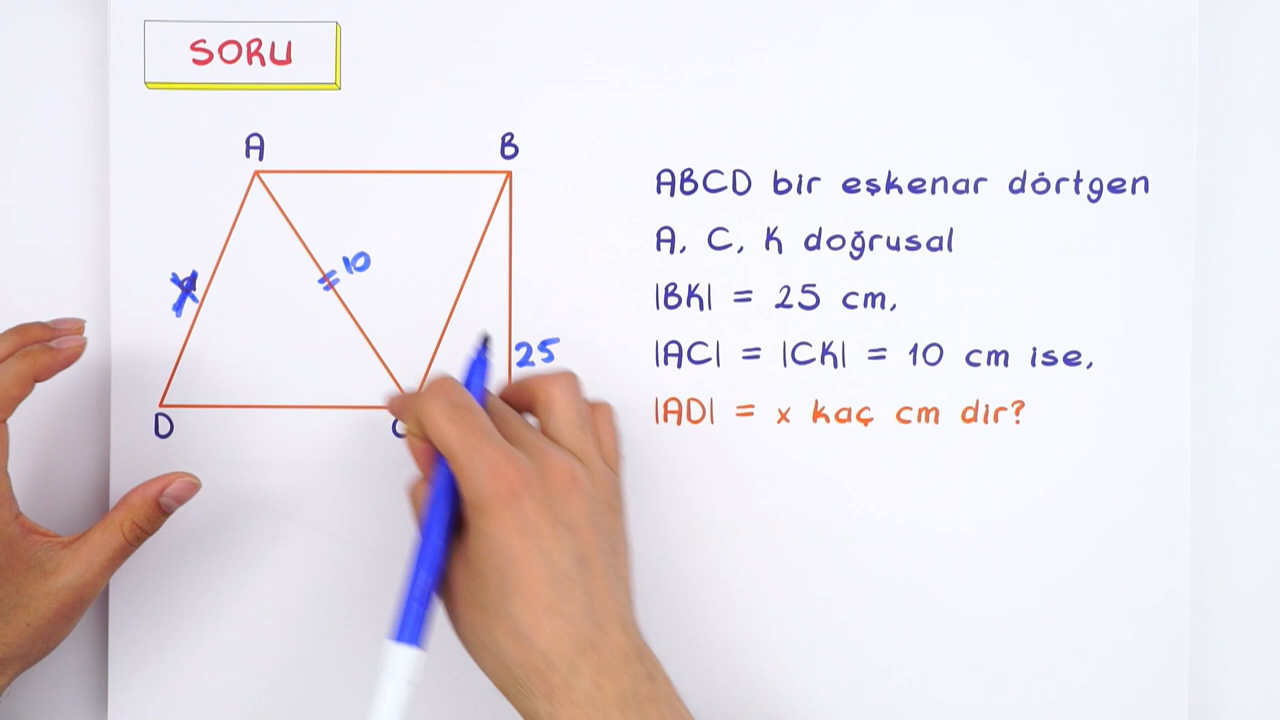 SORU
A
B
X
=10
25
D
C
ABCD bir eşkenar dörtgen
A, C, K doğrusal
|BK| = 25 cm,
|AC| = |CK| = 10 cm ise,
|AD| = x kaç cm dir?